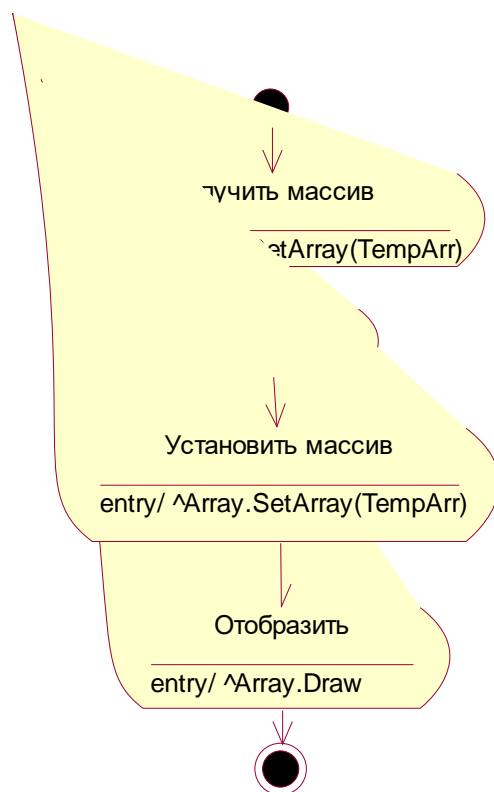 массив
Установить массив
entry/ ^Array.SetArray(TempArr)
Отобразить
entry/ ^Array.Draw